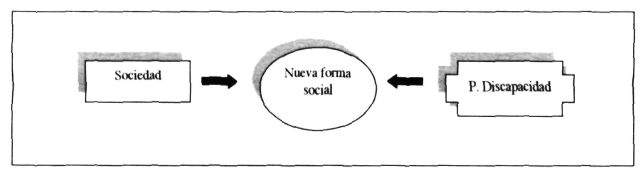 Sociedad
Nueva forma
social
P. Discapacidad